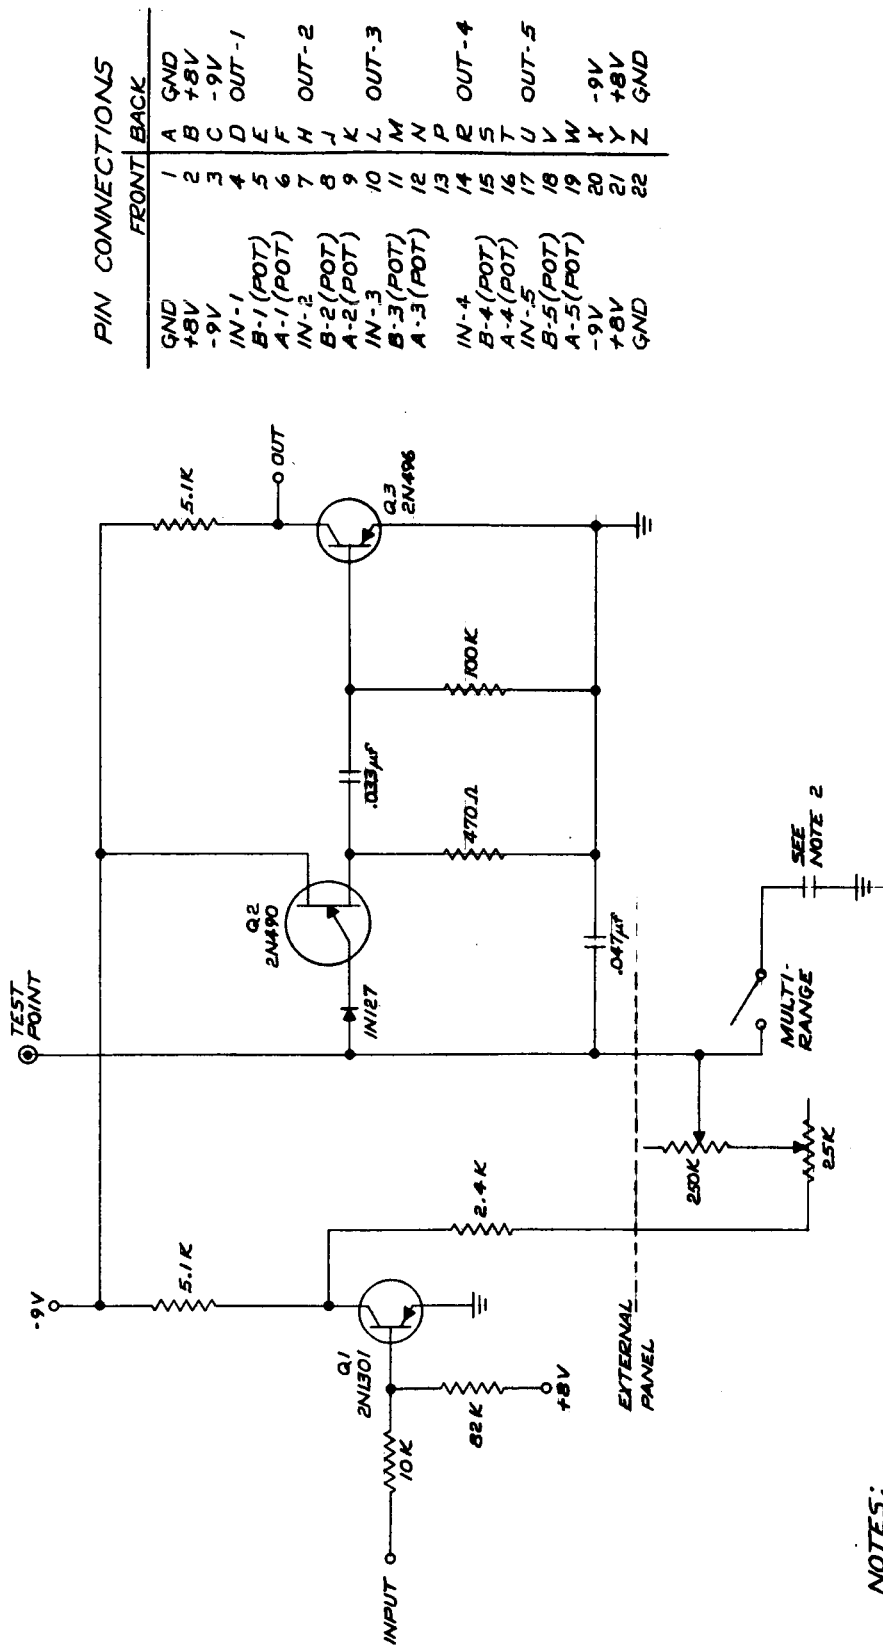 PIN CONNECTIONS
FRONT BACK
GND 1 A GND
+8V 2 B +8V
-9V 3 C -9V
IN-1 4 D OUT-1
B-1 (POT) 5 E
A-1 (POT) 6 F
IN-2 7 H OUT-2
B-2 (POT) 8 J
A-2 (POT) 9 K
IN-3 10 L OUT-3
B-3 (POT) 11 M
A-3 (POT) 12 N
13 P
IN-4 14 R OUT-4
B-4 (POT) 15 S
A-4 (POT) 16 T
IN-5 17 U OUT-5
B-5 (POT) 18 V
A-5 (POT) 19 W
-9V 20 X -9V
+8V 21 Y +8V
GND 22 Z GND
TEST
POINT
-9V
5.1K
5.1K
OUT
Q2
2N490
Q3
2N496
1N127
.033μf
Q1
2N1301
INPUT
10K
82K
+8V
2.4K
470Ω
100K
.047μf
EXTERNAL
PANEL
250K
25K
MULTI-
RANGE
SEE
NOTE 2
NOTES: